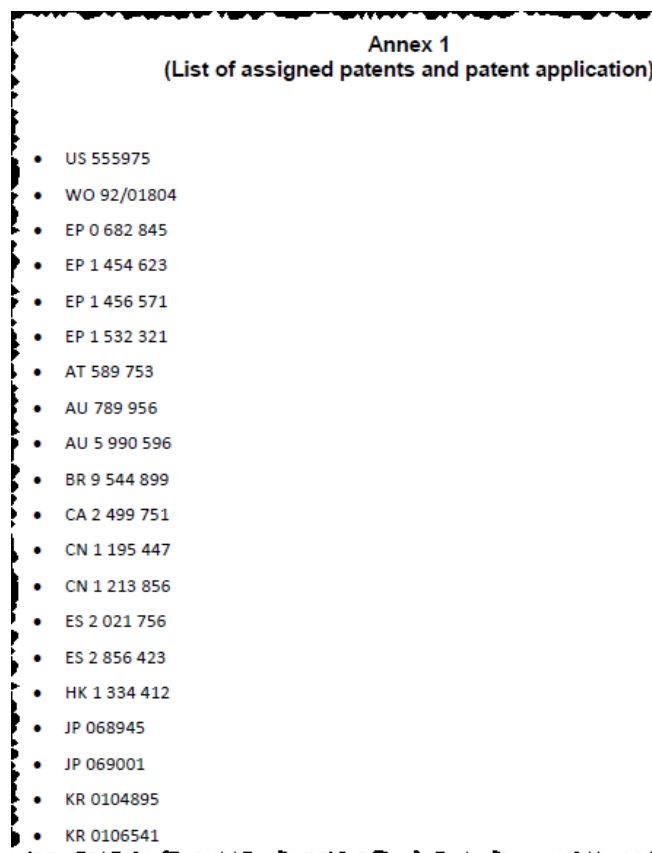 Annex 1
(List of assigned patents and patent application)
• US 555975
• WO 92/01804
• EP 0 682 845
• EP 1 454 623
• EP 1 456 571
• EP 1 532 321
• AT 589 753
• AU 789 956
• AU 5 990 596
• BR 9 544 899
• CA 2 499 751
• CN 1 195 447
• CN 1 213 856
• ES 2 021 756
• ES 2 856 423
• HK 1 334 412
• JP 068945
• JP 069001
• KR 0104895
• KR 0106541